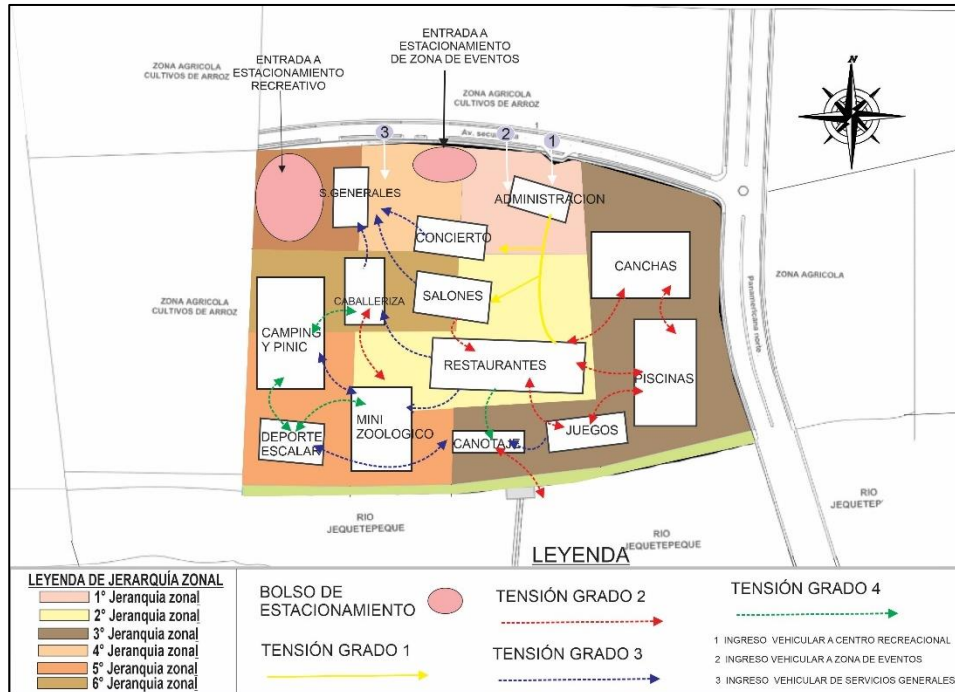 ENTRADA A
ESTACIONAMIENTO
RECREATIVO
ENTRADA A
ESTACIONAMIENTO
DE ZONA DE EVENTOS
ZONA AGRICOLA
CULTIVOS DE ARROZ
ZONA AGRICOLA
CULTIVOS DE ARROZ
N
3
2
1
1
Av.
S.GENERALES
ADMINISTRACION
CONCIERTO
CANCHAS
ZONA AGRICOLA
ZONA AGRICOLA
CULTIVOS DE ARROZ
CABALLERIZA
SALONES
Panamericana norte
CAMPING
Y PINIC
RESTAURANTES
PISCINAS
MINI
ZOOLOGICO
DEPORTE
ESCALAR
CANOTAJE
JUEGOS
RIO
JEQUETEPEQUE
RIO
JEQUETEPEQUE
RIO
JEQUETEP'
LEYENDA
LEYENDA DE JERARQUÍA ZONAL
1° Jeranquia zonal
2° Jeranquia zonal
3° Jeranquia zonal
4° Jeranquia zonal
5° Jeranquia zonal
6° Jeranquia zonal
BOLSO DE
ESTACIONAMIENTO
TENSIÓN GRADO 1
TENSIÓN GRADO 2
TENSIÓN GRADO 3
TENSIÓN GRADO 4
1 INGRESO VEHICULAR A CENTRO RECREACIONAL
2 INGRESO VEHICULAR A ZONA DE EVENTOS
3 INGRESO VEHICULAR DE SERVICIOS GENERALES